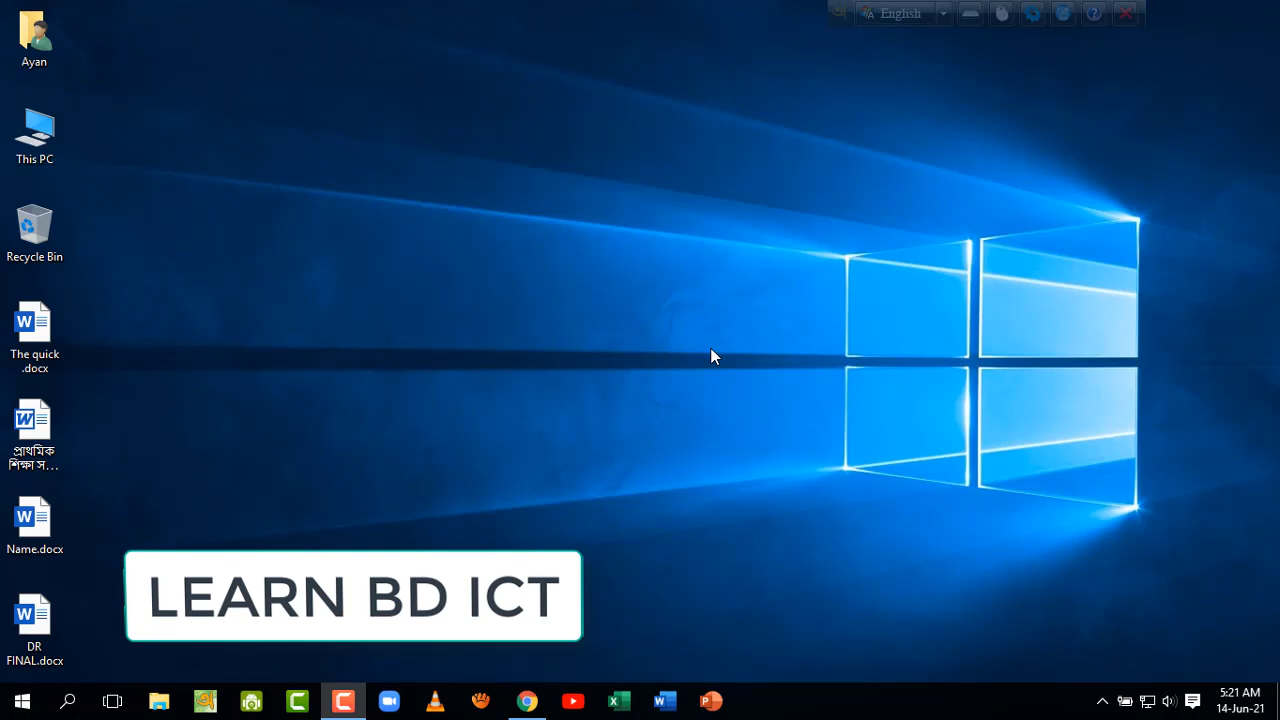 English
Ayan
This PC
Recycle Bin
The quick
.docx
প্রাথমিক
শিক্ষা স...
Name.docx
DR
FINAL.docx
LEARN BD ICT
5:21 AM
14-Jun-21